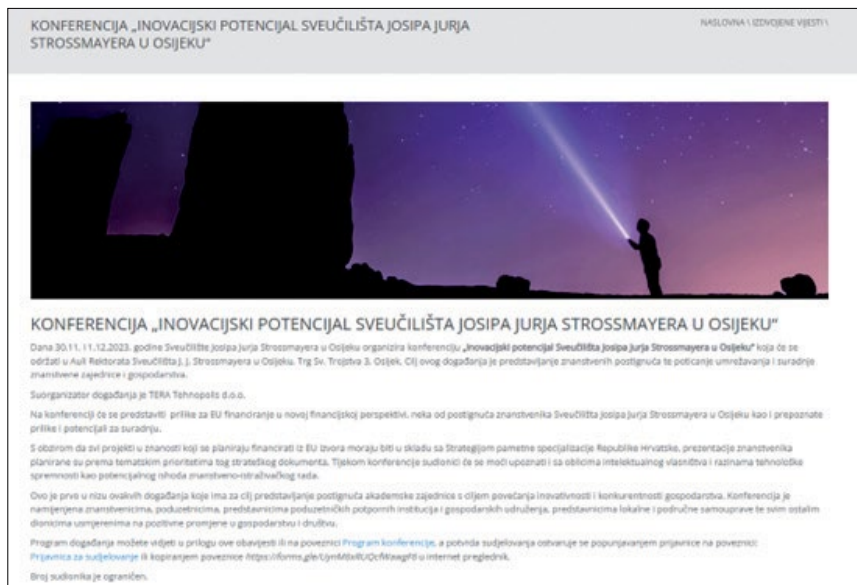 KONFERENCIJA „INOVACIJSKI POTENCIJAL SVEUČILIŠTA JOSIPA JURJA
STROSSMAYERA U OSIJEKU“
NASLOVNA \ IZDVOJENE VIJESTI \
KONFERENCIJA „INOVACIJSKI POTENCIJAL SVEUČILIŠTA JOSIPA JURJA STROSSMAYERA U OSIJEKU“
Dana 30.11. 11.12.2023. godine Sveučilište Josipa Jurja Strossmayera u Osijeku organizira konferenciju „Inovacijski potencijal Sveučilišta Josipa Jurja Strossmayera u Osijeku“ koja će se
održati u Auli Rektorata Sveučilišta J. J. Strossmayera u Osijeku, Trg Sv. Trojstva 3, Osijek. Cilj ovog događanja je predstavljanje znanstvenih postignuća te poticanje umrežavanja i suradnje
znanstvene zajednice i gospodarstva.
Suorganizator događanja je TERA Tehnopolis d.o.o.
Na konferenciji će se predstaviti prilike za EU financiranje u novoj financijskoj perspektivi, neka od postignuća znanstvenika Sveučilišta Josipa Jurja Strossmayera u Osijeku kao i prepoznate
prilike i potencijali za suradnju.
S obzirom da svi projekti u znanosti koji se planiraju financirati iz EU izvora moraju biti u skladu sa Strategijom pametne specijalizacije Republike Hrvatske, prezentacije znanstvenika
planirane su prema tematskim prioritetima tog strateškog dokumenta. Tijekom konferencije sudionici će se moći upoznati i sa oblicima intelektualnog vlasništva i razinama tehnološke
spremnosti kao potencijalnog ishoda znanstveno-istraživačkog rada.
Ovo je prvo u nizu ovakvih događanja koje ima za cilj predstavljanje postignuća akademske zajednice s ciljem povećanja inovativnosti i konkurentnosti gospodarstva. Konferencija je
namijenjena znanstvenicima, poduzetnicima, predstavnicima poduzetničkih potpornih institucija i gospodarskih udruženja, predstavnicima lokalne i područne samouprave te svim ostalim
dionicima usmjerenima na pozitivne promjene u gospodarstvu i društvu.
Program događanja možete vidjeti u prilogu ove obavijesti ili na poveznici Program konferencije, a potvrda sudjelovanja ostvaruje se popunjavanjem prijavnice na poveznici:
Prijavnica za sudjelovanje ili kopiranjem poveznice u internet preglednik.
Broj sudionika je ograničen.